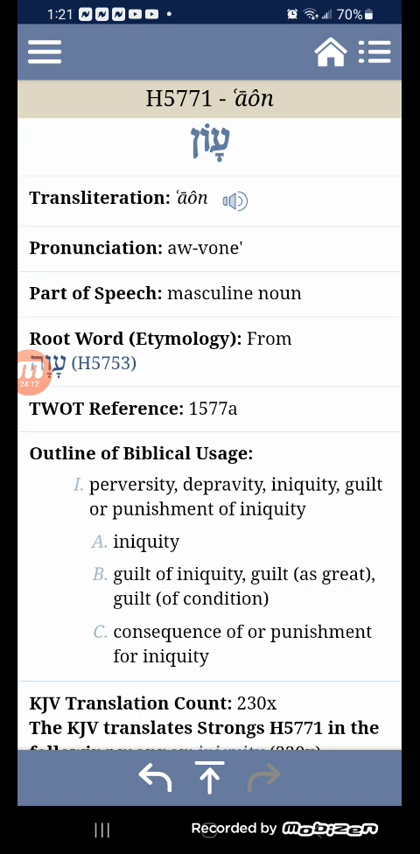 1:21 70%
H5771 - ʿāôn
עָוֺן
Transliteration: ʿāôn
Pronunciation: aw-vone'
Part of Speech: masculine noun
Root Word (Etymology): From
(H5753)
24:12
TWOT Reference: 1577a
Outline of Biblical Usage:
I. perversity, depravity, iniquity, guilt
or punishment of iniquity
A. iniquity
B. guilt of iniquity, guilt (as great),
guilt (of condition)
C. consequence of or punishment
for iniquity
KJV Translation Count: 230x
The KJV translates Strongs H5771 in the
Recorded by Mobizen